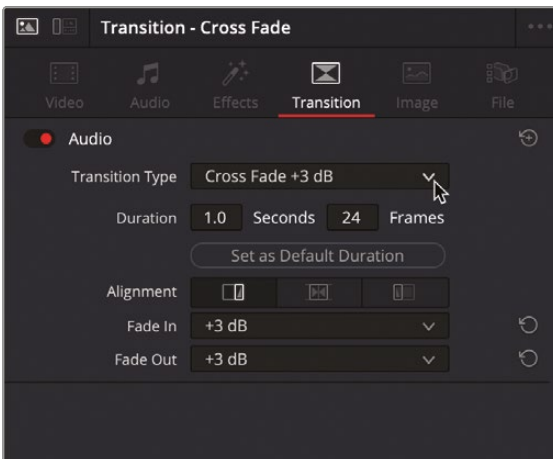 Transition - Cross Fade
Video Audio Effects Transition Image File
Audio
Transition Type Cross Fade +3 dB
Duration 1.0 Seconds 24 Frames
Set as Default Duration
Alignment
Fade In +3 dB
Fade Out +3 dB